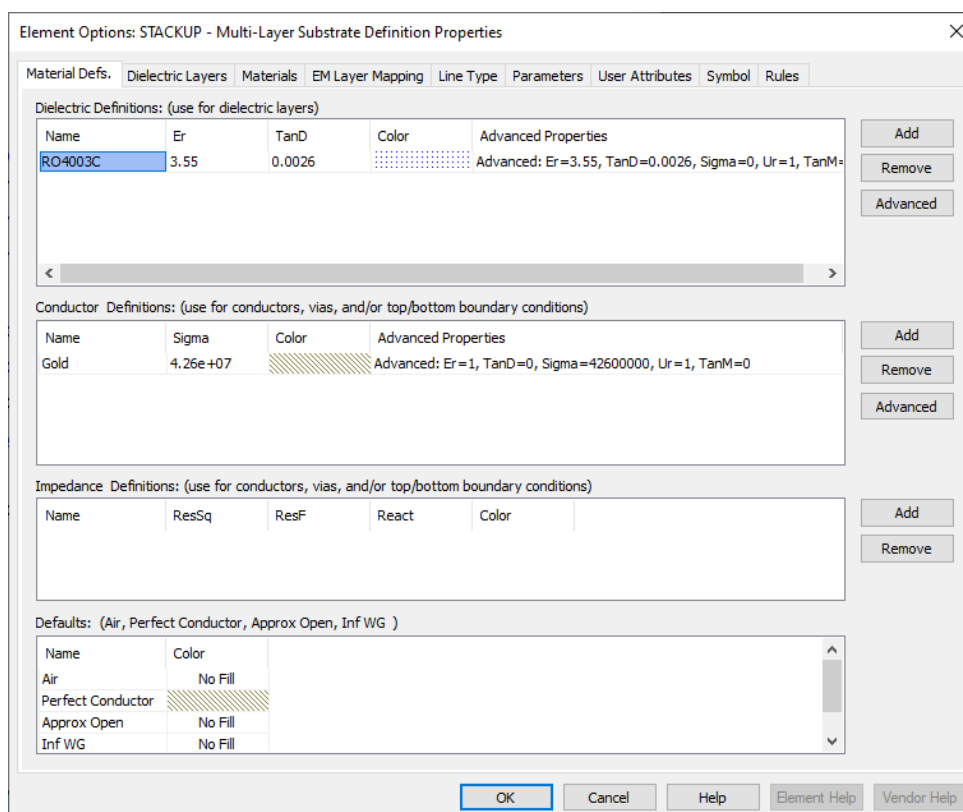 Element Options: STACKUP - Multi-Layer Substrate Definition Properties
Material Defs. Dielectric Layers Materials EM Layer Mapping Line Type Parameters User Attributes Symbol Rules
Dielectric Definitions: (use for dielectric layers)
Name Er TanD Color Advanced Properties Add
RO4003C 3.55 0.0026 Advanced: Er=3.55, TanD=0.0026, Sigma=0, Ur=1, TanM= Remove
Advanced
Conductor Definitions: (use for conductors, vias, and/or top/bottom boundary conditions)
Name Sigma Color Advanced Properties Add
Gold 4.26e+07 Advanced: Er=1, TanD=0, Sigma=42600000, Ur=1, TanM=0 Remove
Advanced
Impedance Definitions: (use for conductors, vias, and/or top/bottom boundary conditions)
Name ResSq ResF React Color Add
Remove
Defaults: (Air, Perfect Conductor, Approx Open, Inf WG )
Name Color
Air No Fill
Perfect Conductor
Approx Open No Fill
Inf WG No Fill
OK Cancel Help Element Help Vendor Help